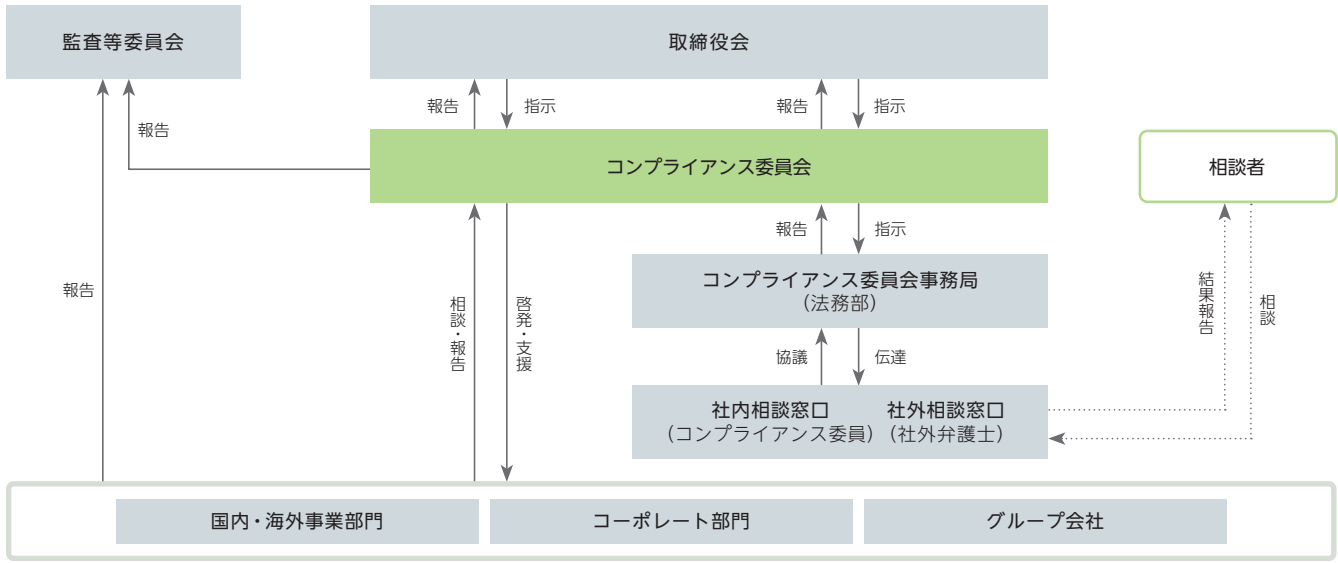 監査等委員会
取締役会
報告
指示
報告
指示
報告
コンプライアンス委員会
相談者
報告
指示
報告
コンプライアンス委員会事務局
（法務部）
相談・報告
啓発・支援
結果報告
相談
協議
伝達
社内相談窓口
（コンプライアンス委員）
社外相談窓口
（社外弁護士）
国内・海外事業部門
コーポレート部門
グループ会社